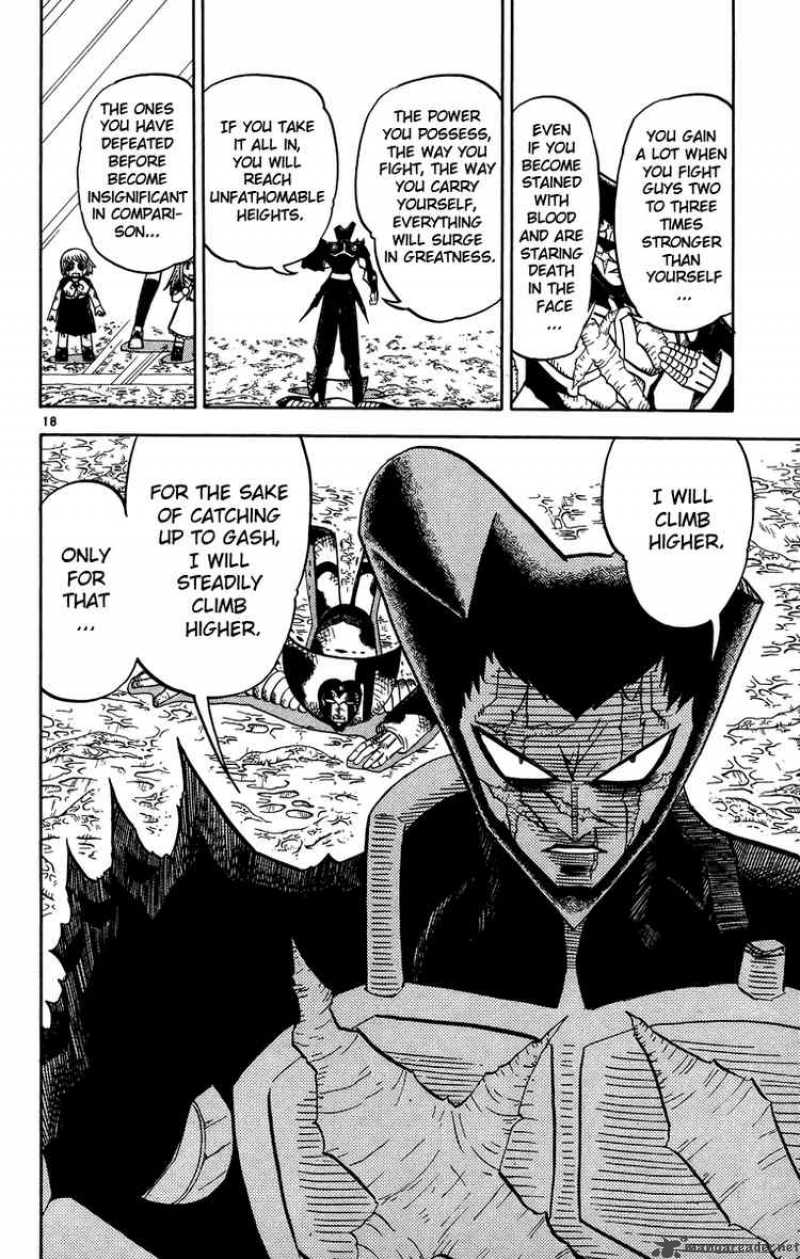 YOU GAIN
A LOT WHEN
YOU FIGHT
GUYS TWO
TO THREE
TIMES
STRONGER
THAN
YOURSELF
...
EVEN
IF YOU
BECOME
STAINED
WITH
BLOOD
AND ARE
STARING
DEATH
IN THE
FACE
...
THE POWER
YOU POSSESS,
THE WAY YOU
FIGHT, THE WAY
YOU CARRY
YOURSELF,
EVERYTHING
WILL SURGE
IN GREATNESS.
IF YOU TAKE
IT ALL IN,
YOU WILL
REACH
UNFATHOMABLE
HEIGHTS.
THE ONES
YOU HAVE
DEFEATED
BEFORE
BECOME
INSIGNIFICANT
IN COMPARI-
SON...
18
I WILL
CLIMB
HIGHER.
FOR THE SAKE
OF CATCHING
UP TO GASH,
I WILL
STEADILY
CLIMB
HIGHER.
ONLY
FOR
THAT
...
mangareader.net